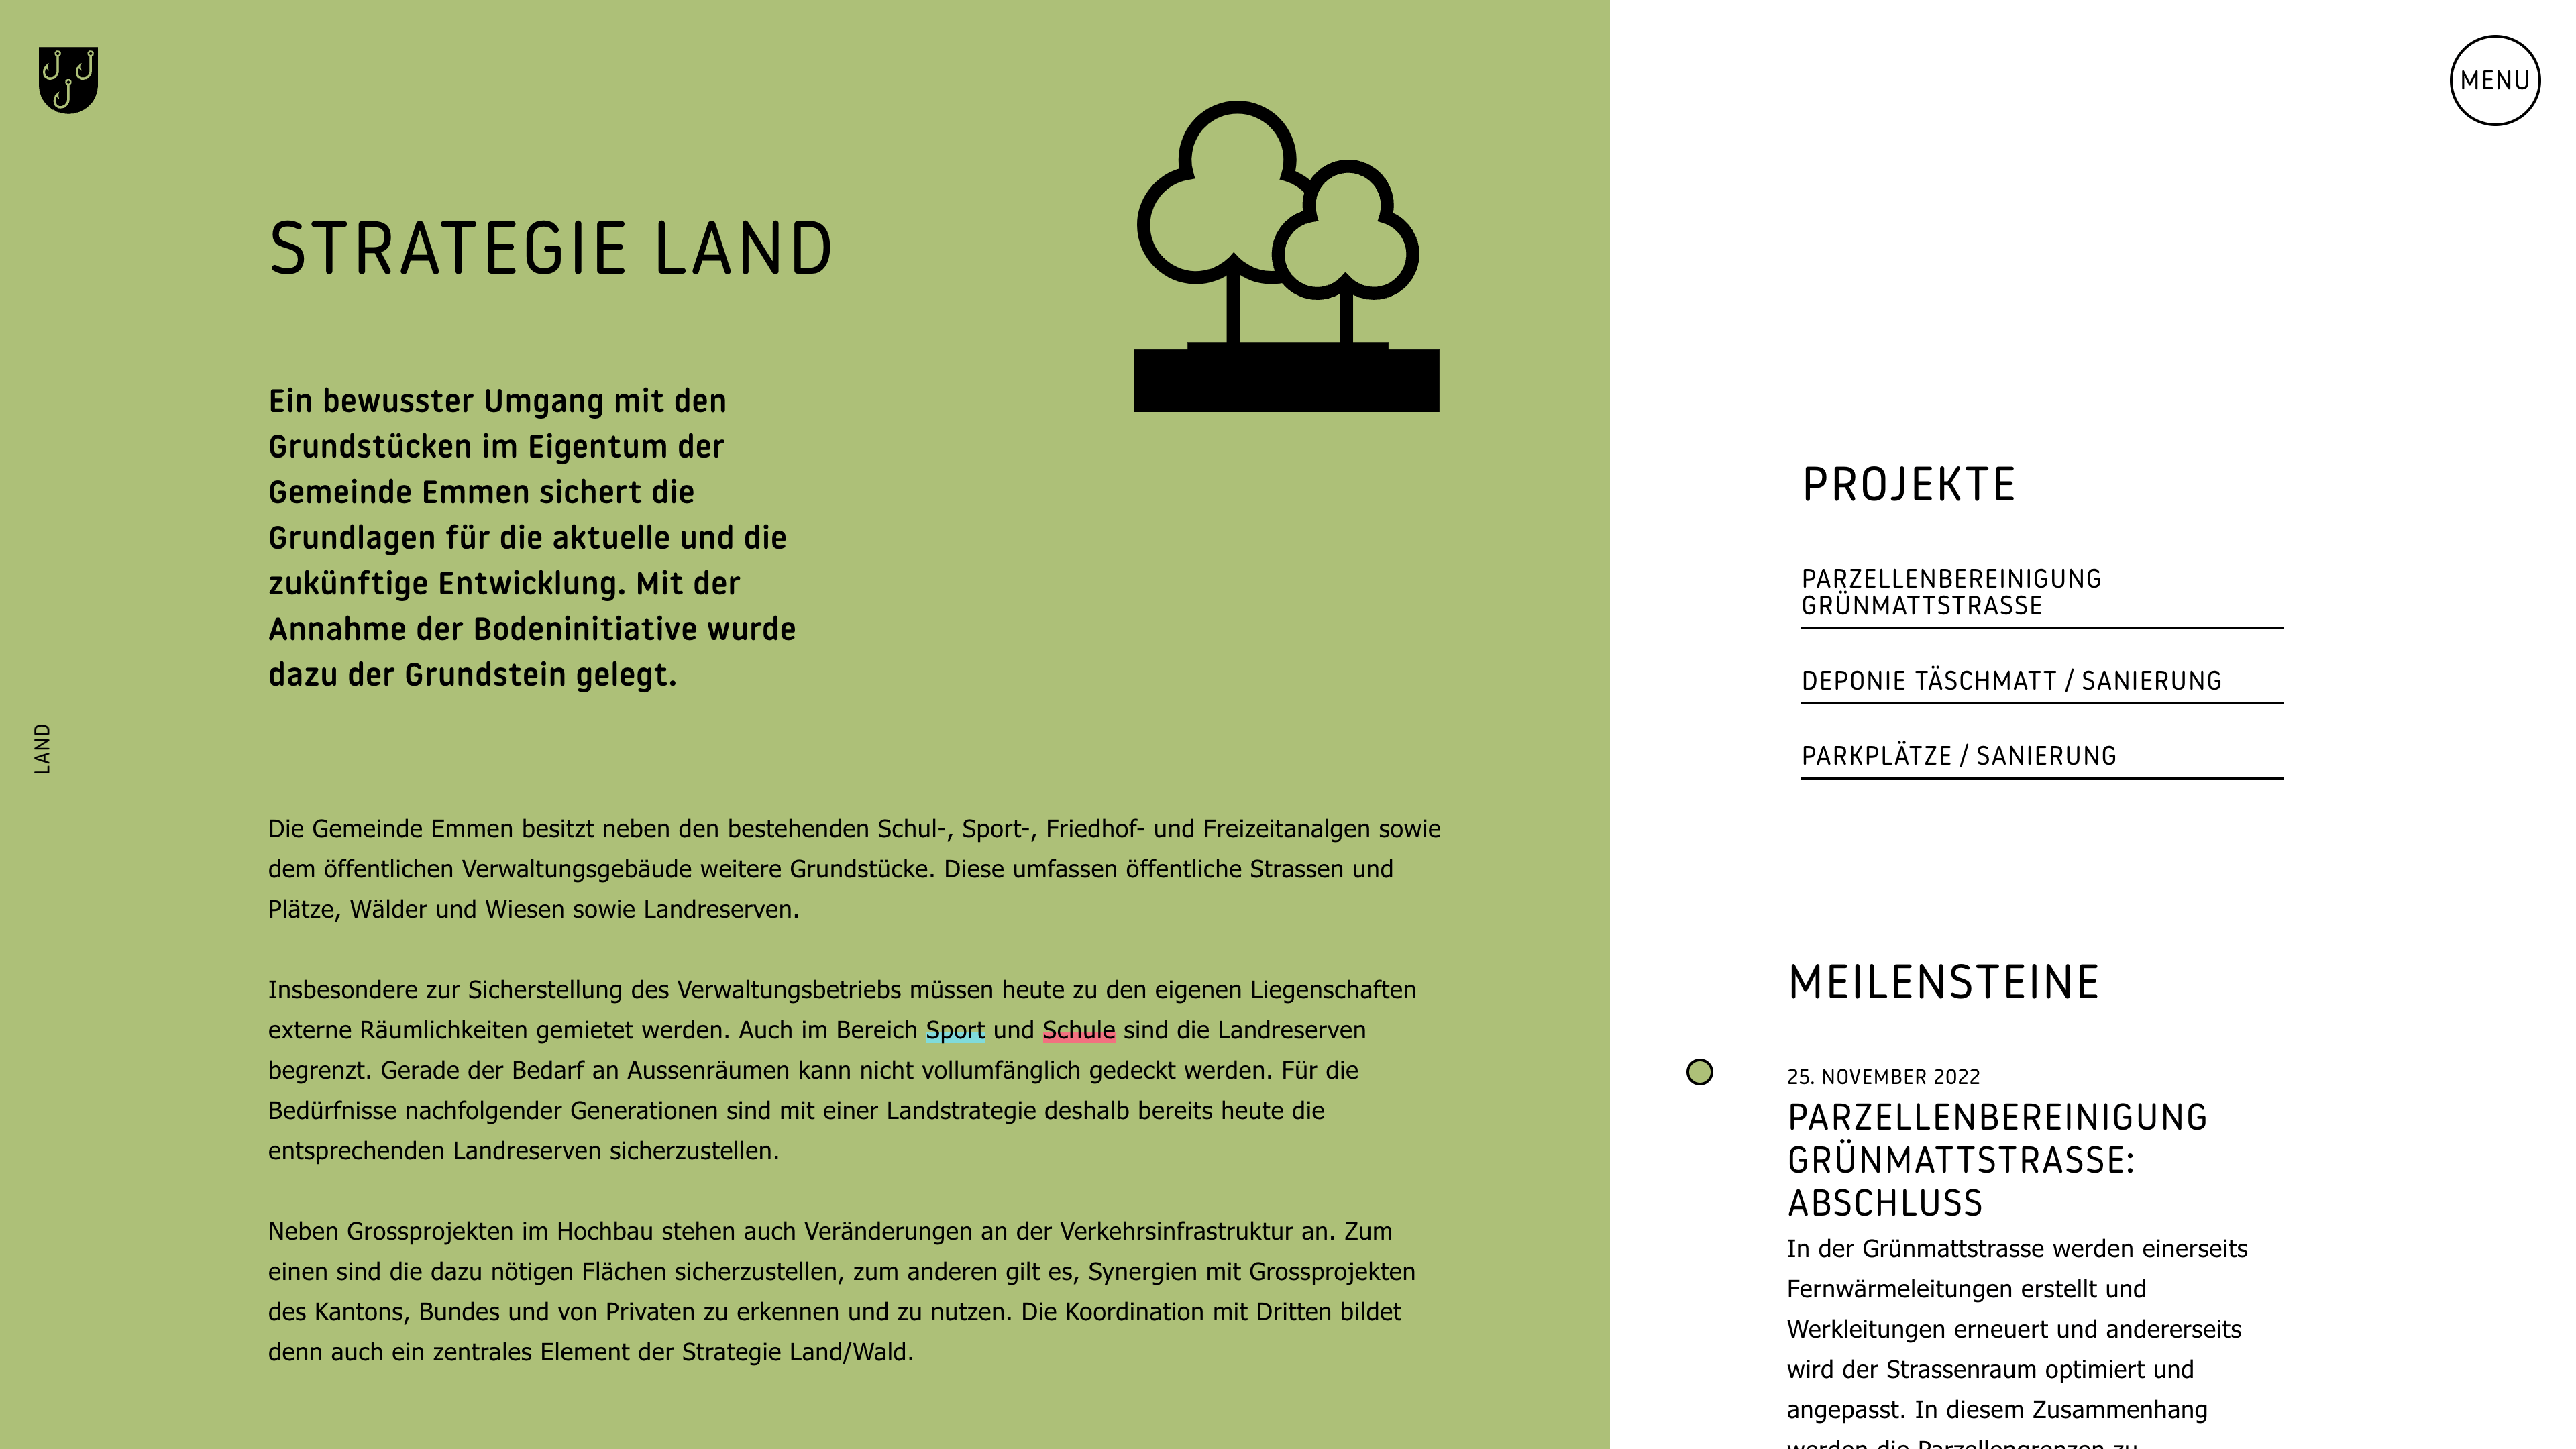 MENU
STRATEGIE LAND
Ein bewusster Umgang mit den
Grundstücken im Eigentum der
Gemeinde Emmen sichert die
Grundlagen für die aktuelle und die
zukünftige Entwicklung. Mit der
Annahme der Bodeninitiative wurde
dazu der Grundstein gelegt.
LAND
Die Gemeinde Emmen besitzt neben den bestehenden Schul-, Sport-, Friedhof- und Freizeitanalgen sowie
dem öffentlichen Verwaltungsgebäude weitere Grundstücke. Diese umfassen öffentliche Strassen und
Plätze, Wälder und Wiesen sowie Landreserven.
Insbesondere zur Sicherstellung des Verwaltungsbetriebs müssen heute zu den eigenen Liegenschaften
externe Räumlichkeiten gemietet werden. Auch im Bereich Sport und Schule sind die Landreserven
begrenzt. Gerade der Bedarf an Aussenräumen kann nicht vollumfänglich gedeckt werden. Für die
Bedürfnisse nachfolgender Generationen sind mit einer Landstrategie deshalb bereits heute die
entsprechenden Landreserven sicherzustellen.
Neben Grossprojekten im Hochbau stehen auch Veränderungen an der Verkehrsinfrastruktur an. Zum
einen sind die dazu nötigen Flächen sicherzustellen, zum anderen gilt es, Synergien mit Grossprojekten
des Kantons, Bundes und von Privaten zu erkennen und zu nutzen. Die Koordination mit Dritten bildet
denn auch ein zentrales Element der Strategie Land/Wald.
PROJEKTE
PARZELLENBEREINIGUNG
GRÜNMATTSTRASSE
DEPONIE TÄSCHMATT / SANIERUNG
PARKPLÄTZE / SANIERUNG
MEILENSTEINE
25. NOVEMBER 2022
PARZELLENBEREINIGUNG
GRÜNMATTSTRASSE:
ABSCHLUSS
In der Grünmattstrasse werden einerseits
Fernwärmeleitungen erstellt und
Werkleitungen erneuert und andererseits
wird der Strassenraum optimiert und
angepasst. In diesem Zusammenhang
werden die Parzellengrenzen zu